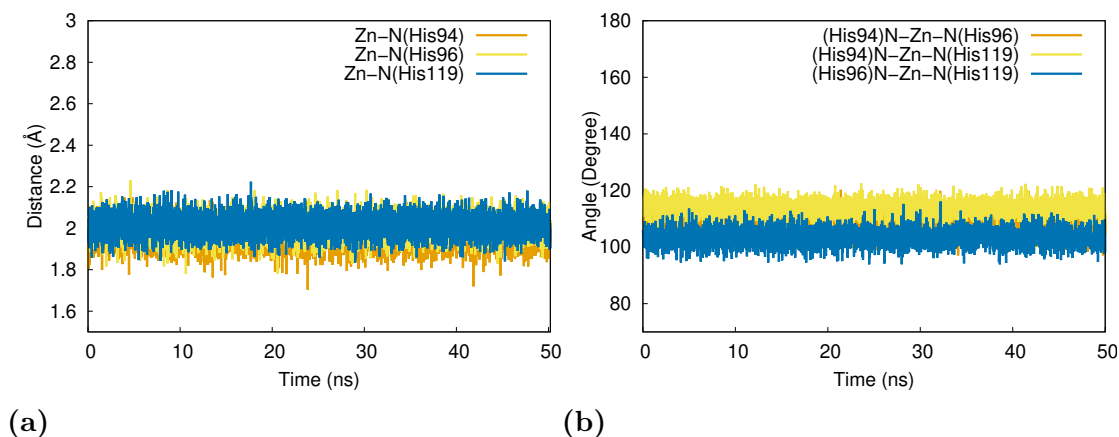 3
2.8
2.6
2.4
2.2
2
1.8
1.6
0 10 20 30 40 50
Distance (Å)
Time (ns)
Zn−N(His94)
Zn−N(His96)
Zn−N(His119)
(a)
180
160
140
120
100
80
0 10 20 30 40 50
Angle (Degree)
Time (ns)
(His94)N−Zn−N(His96)
(His94)N−Zn−N(His119)
(His96)N−Zn−N(His119)
(b)